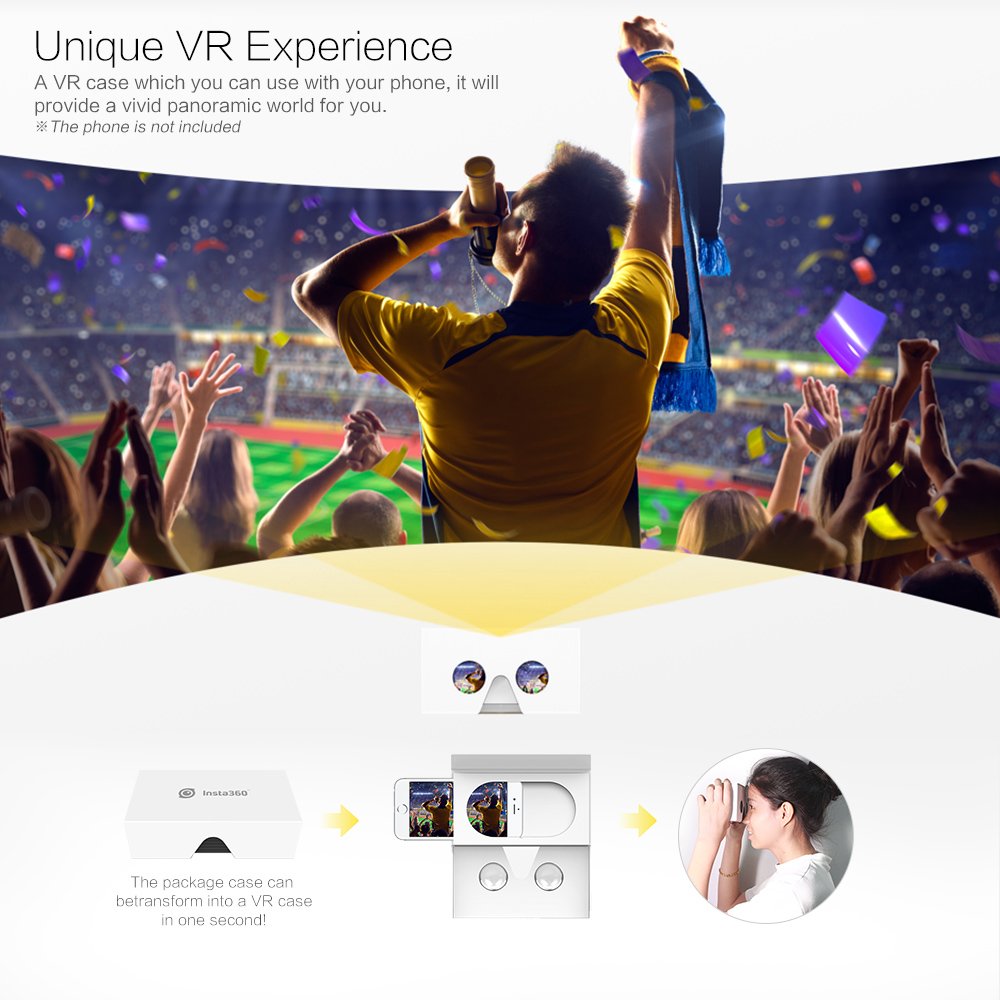 Unique VR Experience
A VR case which you can use with your phone, it will
provide a vivid panoramic world for you.
※The phone is not included
Insta360
The package case can
betransform into a VR case
in one second!